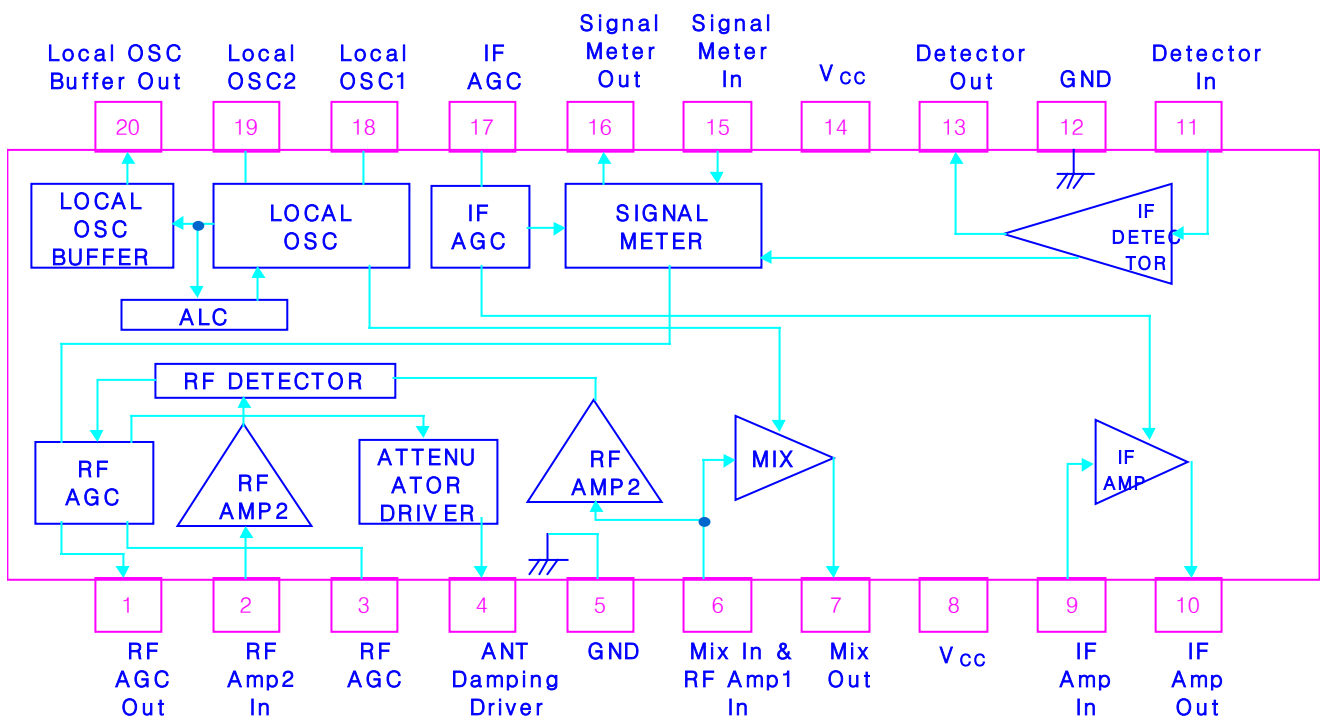 Local OSC
Buffer Out
Local
OSC2
Local
OSC1
IF
AGC
Signal
Meter
Out
Signal
Meter
In
VCC
Detector
Out
GND
Detector
In
20
19
18
17
16
15
14
13
12
11
LOCAL
OSC
BUFFER
LOCAL
OSC
IF
AGC
SIGNAL
METER
IF
DETEC
TOR
ALC
RF DETECTOR
RF
AGC
RF
AMP2
ATTENU
ATOR
DRIVER
RF
AMP2
MIX
IF
AMP
1
2
3
4
5
6
7
8
9
10
RF
AGC
Out
RF
Amp2
In
RF
AGC
ANT
Damping
Driver
GND
Mix In &
RF Amp1
In
Mix
Out
VCC
IF
Amp
In
IF
Amp
Out